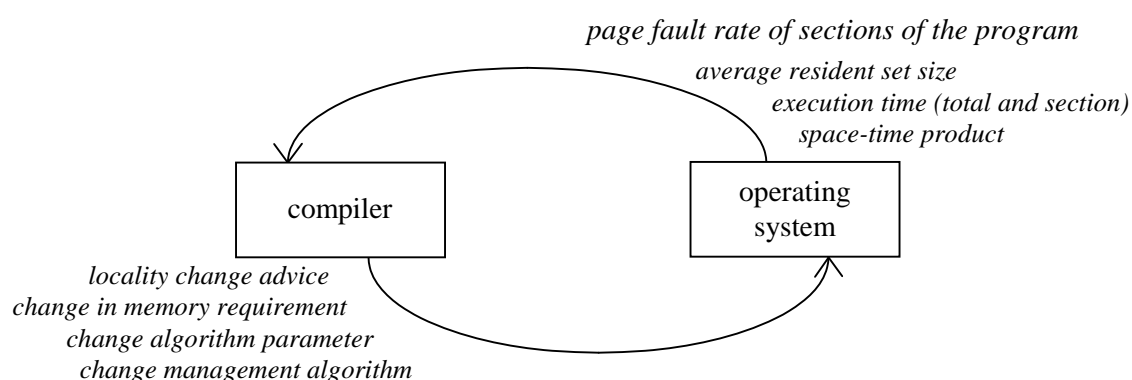 page fault rate of sections of the program
average resident set size
execution time (total and section)
space-time product
compiler
operating
system
locality change advice
change in memory requirement
change algorithm parameter
change management algorithm